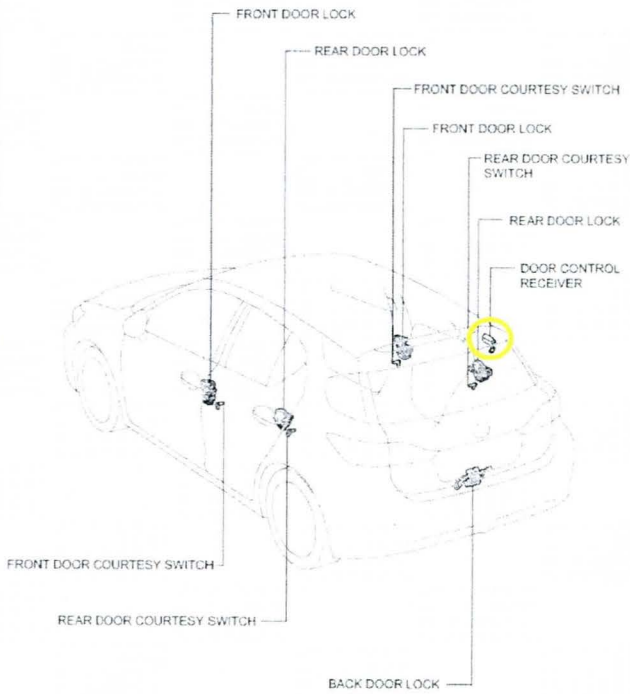 FRONT DOOR LOCK
REAR DOOR LOCK
FRONT DOOR COURTESY SWITCH
FRONT DOOR LOCK
REAR DOOR COURTESY
SWITCH
REAR DOOR LOCK
DOOR CONTROL
RECEIVER
FRONT DOOR COURTESY SWITCH
REAR DOOR COURTESY SWITCH
BACK DOOR LOCK